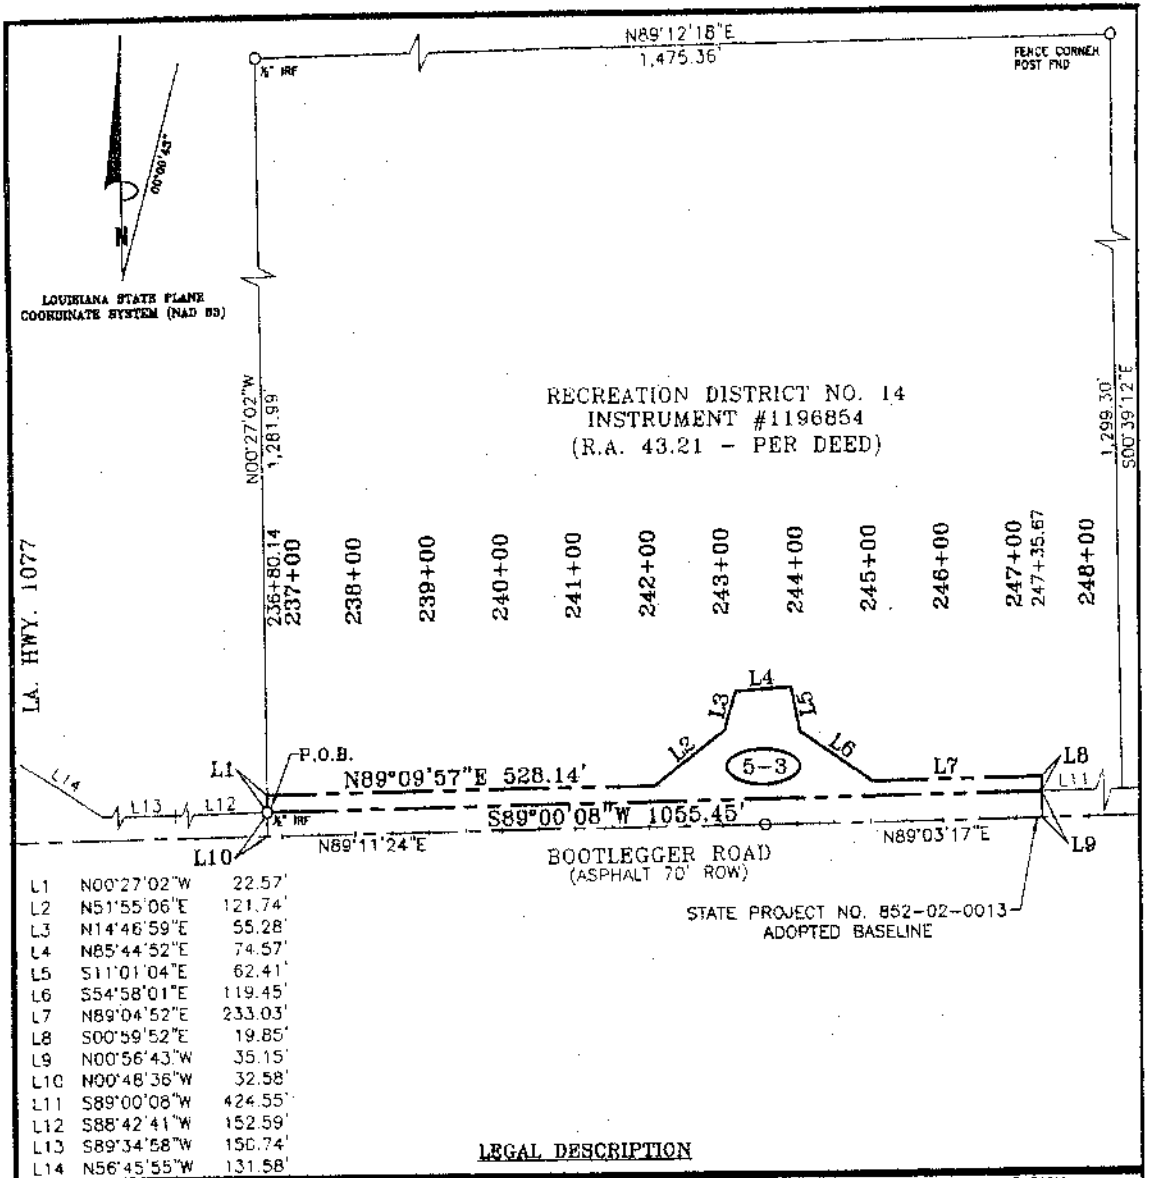 N89°12'18"E
1,475.36'
½" IRF
FENCE CORNER
POST FND
00°00'43"
N
LOUISIANA STATE PLANE
COORDINATE SYSTEM (NAD 83)
N00°27'02"W
1,281.99'
RECREATION DISTRICT NO. 14
INSTRUMENT #1196854
(R.A. 43.21 - PER DEED)
1,299.30'
S00°39'12"E
LA. HWY. 1077
236+80.14
237+00
238+00
239+00
240+00
241+00
242+00
243+00
244+00
245+00
246+00
247+00
247+35.67
248+00
L4
L3
L5
L2
L6
5-3
L7
L8
L11
L1
P.O.B.
N89°09'57"E 528.14'
L14
L13
L12
½" IRF
S89°00'08"W 1055.45'
L10
N89°11'24"E
N89°03'17"E
L9
BOOTLEGGER ROAD
(ASPHALT 70' ROW)
STATE PROJECT NO. 852-02-0013
ADOPTED BASELINE
L1 N00°27'02"W 22.57'
L2 N51°55'06"E 121.74'
L3 N14°46'59"E 55.28'
L4 N85°44'52"E 74.57'
L5 S11°01'04"E 62.41'
L6 S54°58'01"E 119.45'
L7 N89°04'52"E 233.03'
L8 S00°59'52"E 19.85'
L9 N00°56'43"W 35.15'
L10 N00°48'36"W 32.58'
L11 S89°00'08"W 424.55'
L12 S88°42'41"W 152.59'
L13 S89°34'58"W 150.74'
L14 N56°45'55"W 131.58'
LEGAL DESCRIPTION